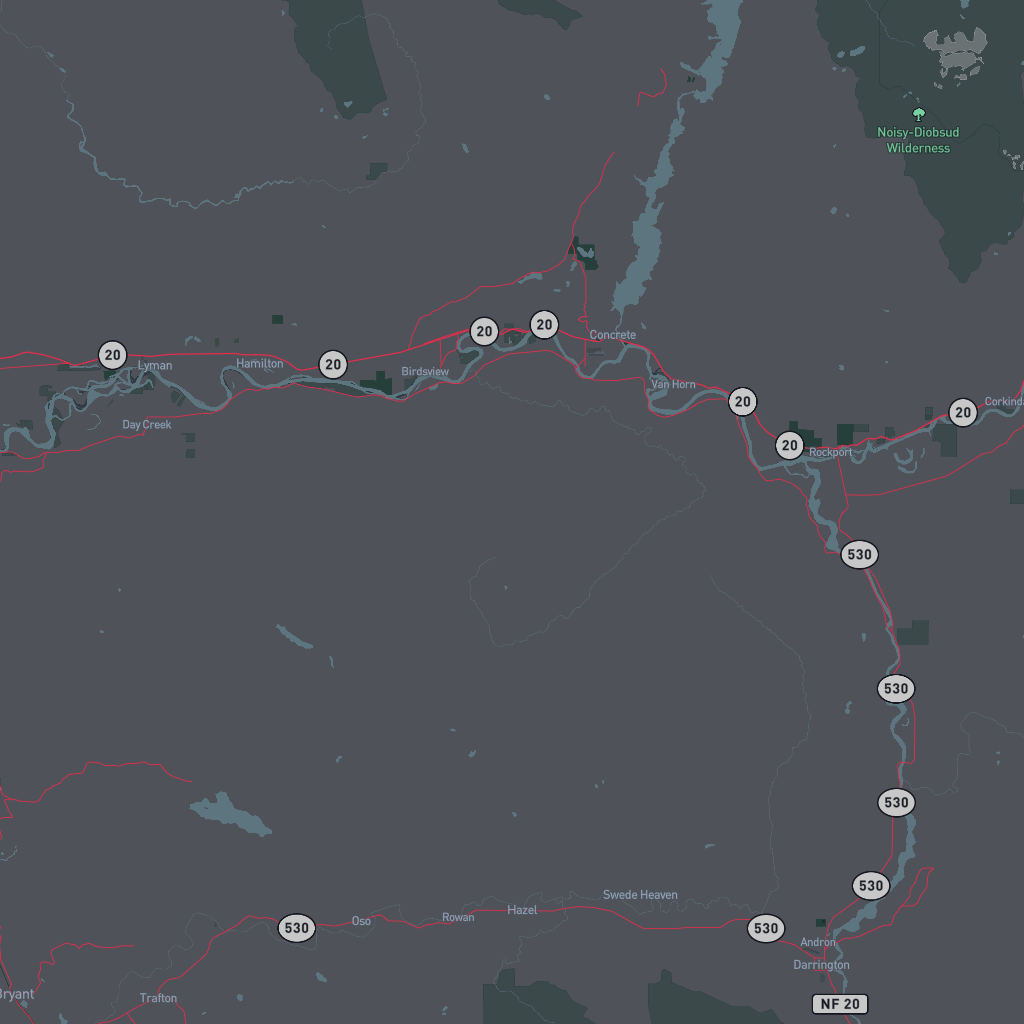 Noisy-Diobsud
Wilderness
20
20
Concrete
20
Lyman
Hamilton
20
Birdsview
Van Horn
20
20
Corkinda
Day Creek
20
Rockport
530
530
530
530
Swede Heaven
Hazel
Rowan
Oso
530
530
Andron
Darrington
Bryant
Trafton
NF 20